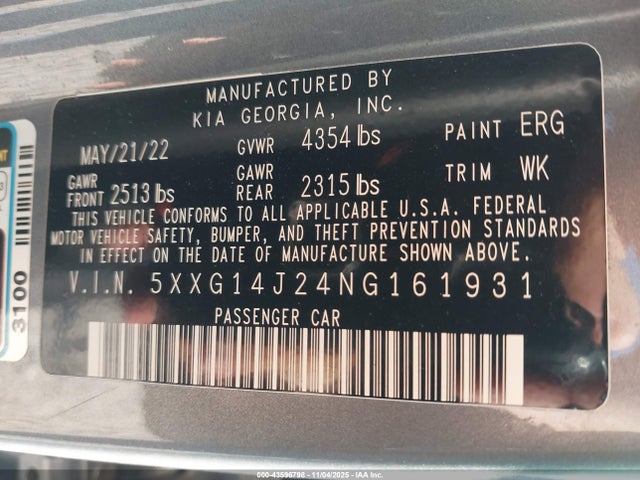 MANUFACTURED BY
KIA GEORGIA, INC.
MAY/21/22 GVWR 4354 lbs PAINT ERG
GAWR FRONT 2513 lbs GAWR REAR 2315 lbs TRIM WK
THIS VEHICLE CONFORMS TO ALL APPLICABLE U.S.A. FEDERAL
MOTOR VEHICLE SAFETY, BUMPER, AND THEFT PREVENTION STANDARDS
IN EFFECT ON THE DATE OF MANUFACTURE SHOWN ABOVE.
V.I.N. 5XXG14J24NG161931
PASSENGER CAR
3100
000-43596798 - 11/04/2025 - IAA Inc.